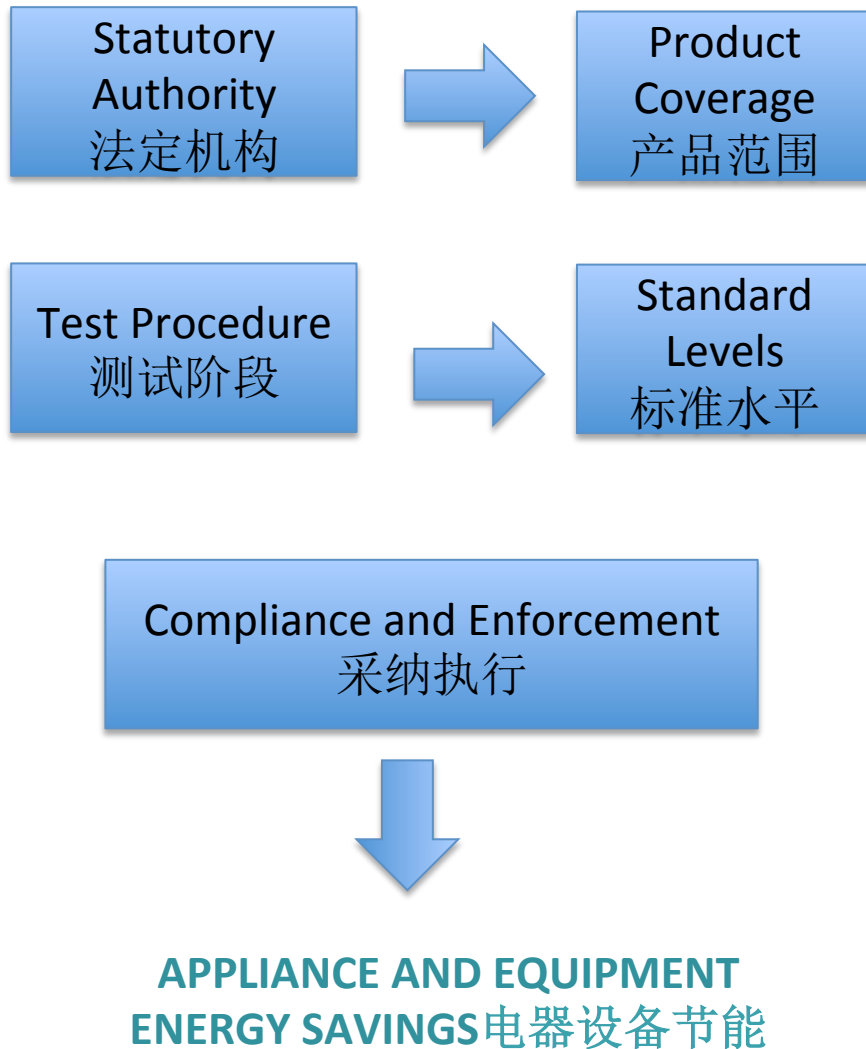 Statutory
Authority
法定机构
Product
Coverage
产品范围
Test Procedure
测试阶段
Standard
Levels
标准水平
Compliance and Enforcement
采纳执行
APPLIANCE AND EQUIPMENT
ENERGY SAVINGS电器设备节能